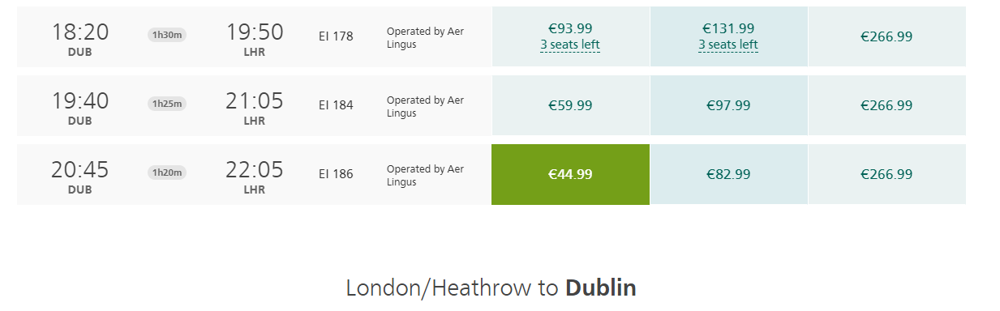 18:20 1h30m 19:50 EI 178 Operated by Aer Lingus €93.99 €131.99 €266.99
DUB LHR 3 seats left 3 seats left
19:40 1h25m 21:05 EI 184 Operated by Aer Lingus €59.99 €97.99 €266.99
DUB LHR
20:45 1h20m 22:05 EI 186 Operated by Aer Lingus €44.99 €82.99 €266.99
DUB LHR
London/Heathrow to Dublin